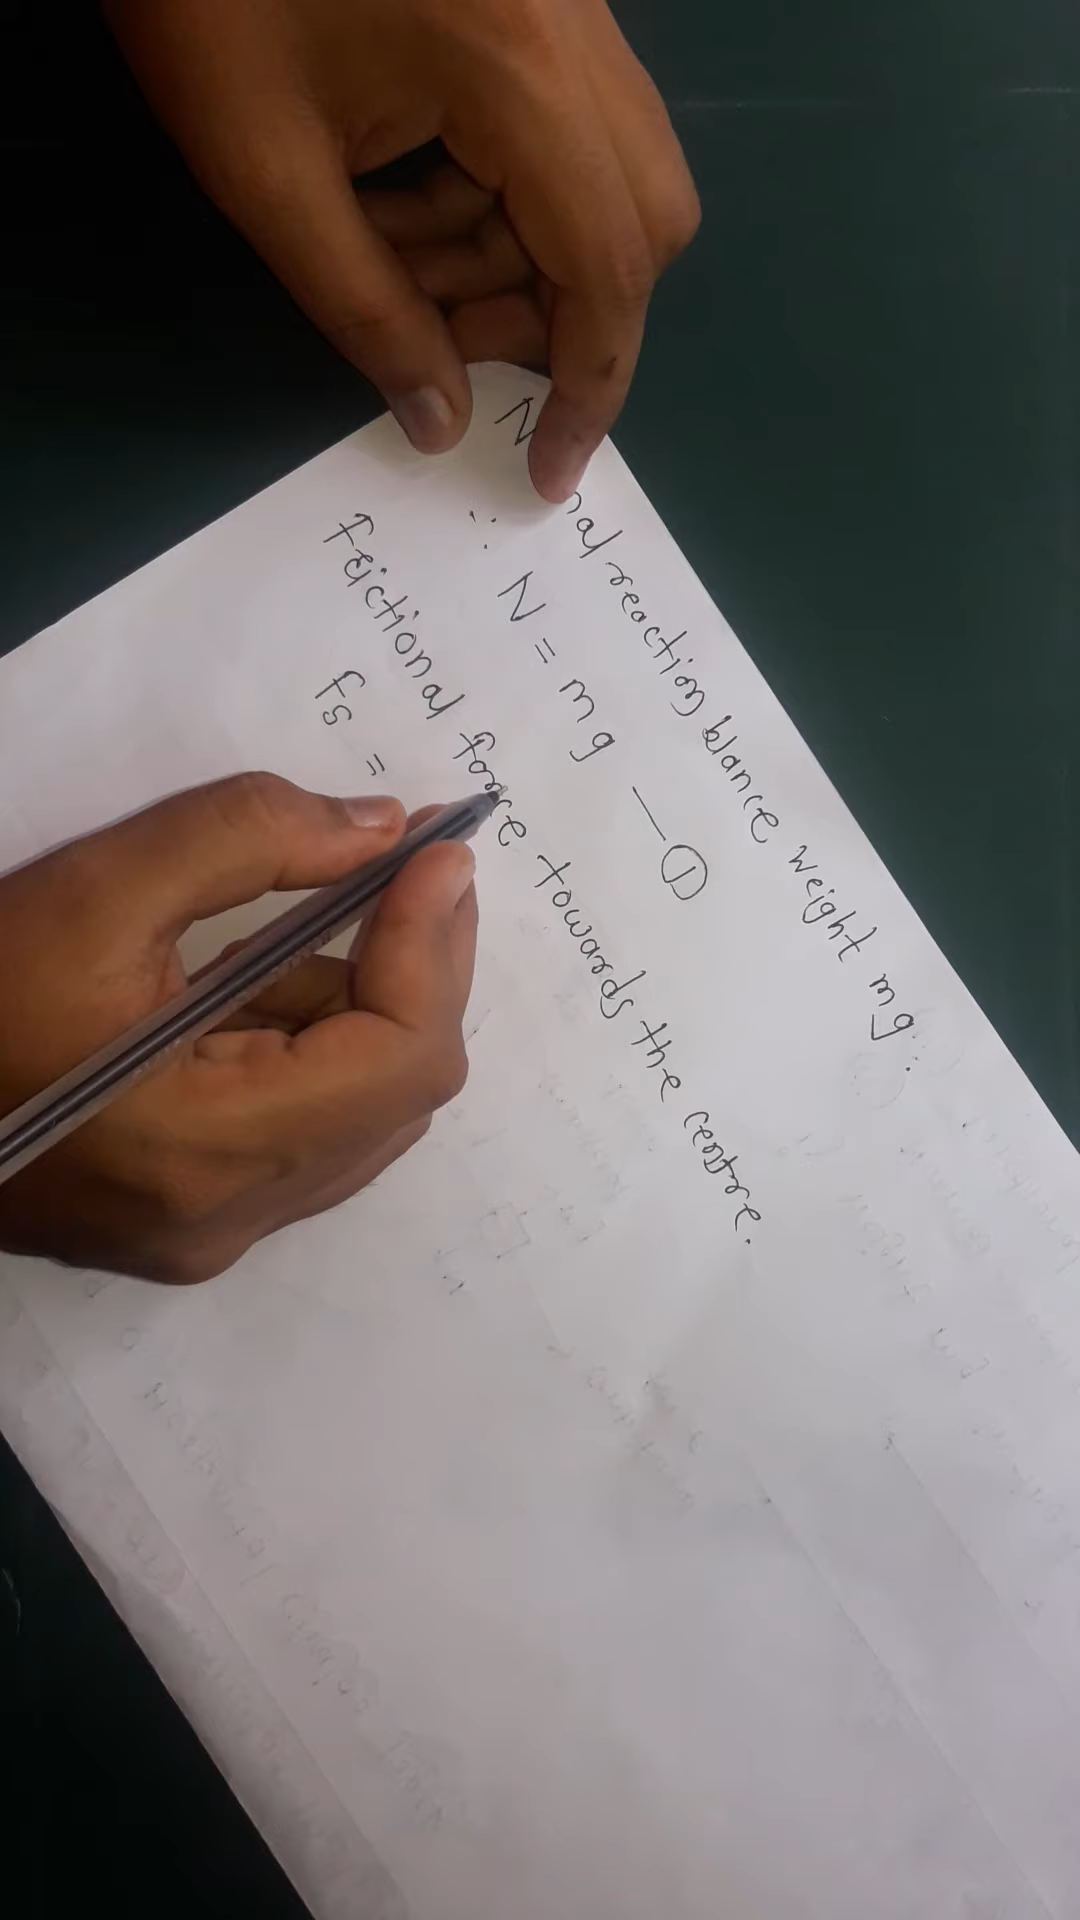 N nal reaction balance weight mg ∴
∴ N = mg — ①
Frictional force towards the centre.
fs =